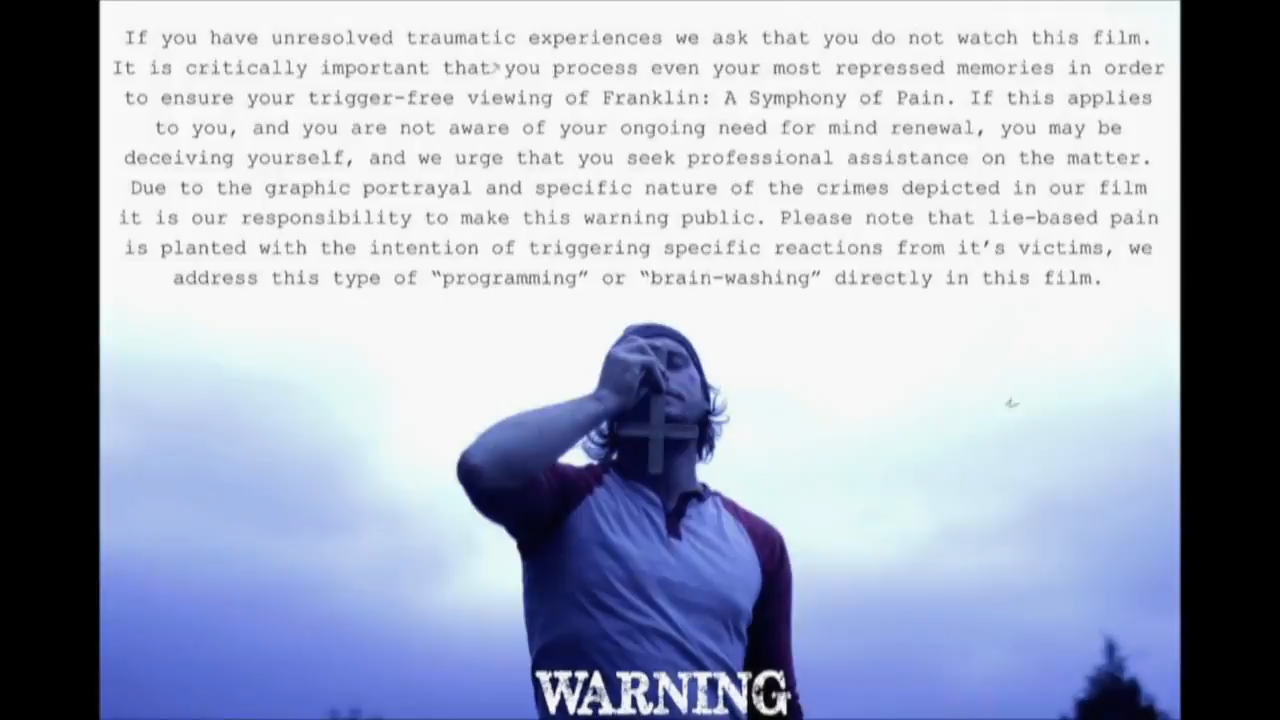 If you have unresolved traumatic experiences we ask that you do not watch this film.
It is critically important that you process even your most repressed memories in order
to ensure your trigger-free viewing of Franklin: A Symphony of Pain. If this applies
to you, and you are not aware of your ongoing need for mind renewal, you may be
deceiving yourself, and we urge that you seek professional assistance on the matter.
Due to the graphic portrayal and specific nature of the crimes depicted in our film
it is our responsibility to make this warning public. Please note that lie-based pain
is planted with the intention of triggering specific reactions from it’s victims, we
address this type of “programming” or “brain-washing” directly in this film.
WARNING